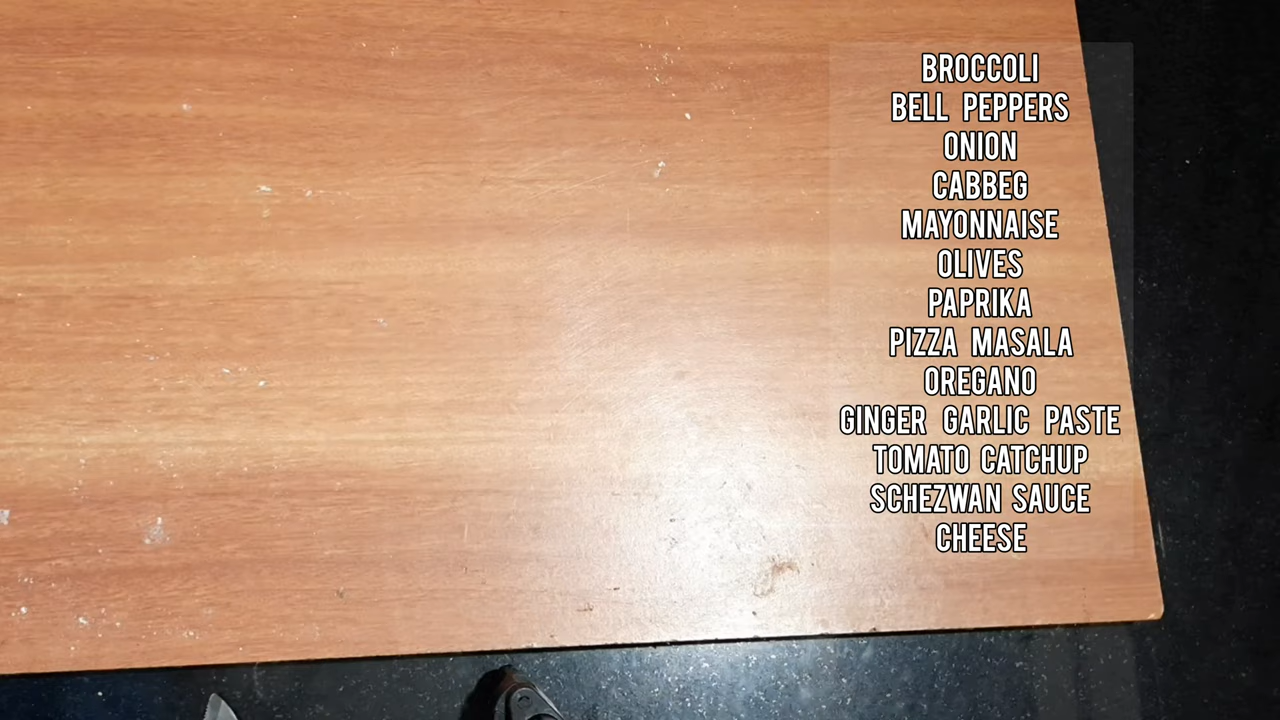 BROCCOLI
BELL PEPPERS
ONION
CABBEG
MAYONNAISE
OLIVES
PAPRIKA
PIZZA MASALA
OREGANO
GINGER GARLIC PASTE
TOMATO CATCHUP
SCHEZWAN SAUCE
CHEESE